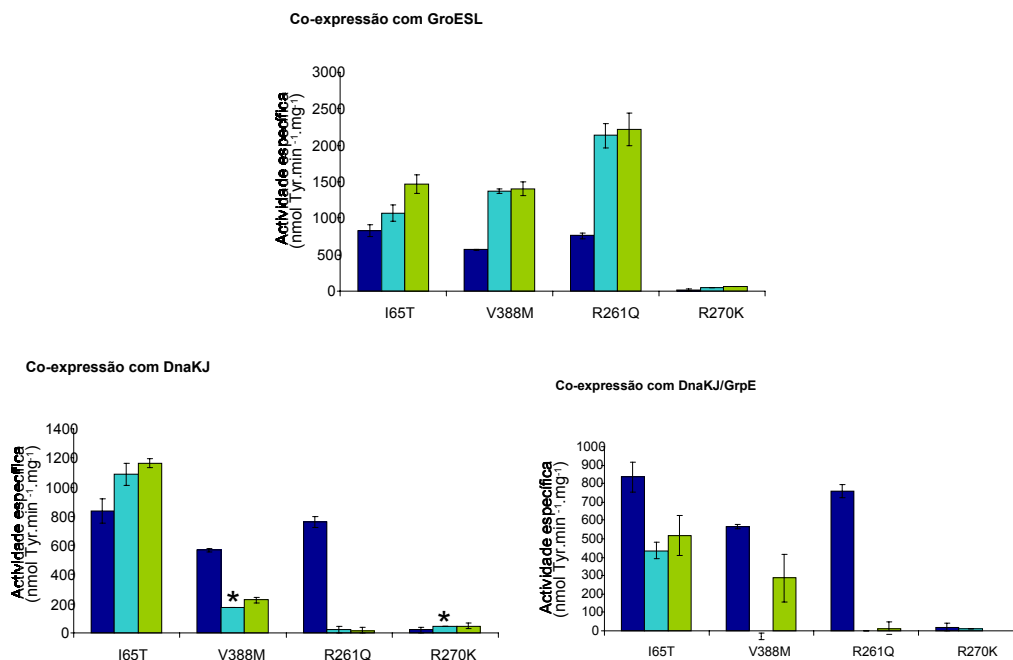 Co-expressão com GroESL
Actividade específica
(nmol Tyr.min -1.mg-1)
3000
2500
2000
1500
1000
500
0
I65T V388M R261Q R270K
Co-expressão com DnaKJ
Actividade específica
(nmol Tyr.min -1.mg-1)
1400
1200
1000
800
600
400
200
0
* *
I65T V388M R261Q R270K
Co-expressão com DnaKJ/GrpE
Actividade específica
(nmol Tyr.min -1.mg-1)
1000
900
800
700
600
500
400
300
200
100
0
I65T V388M R261Q R270K